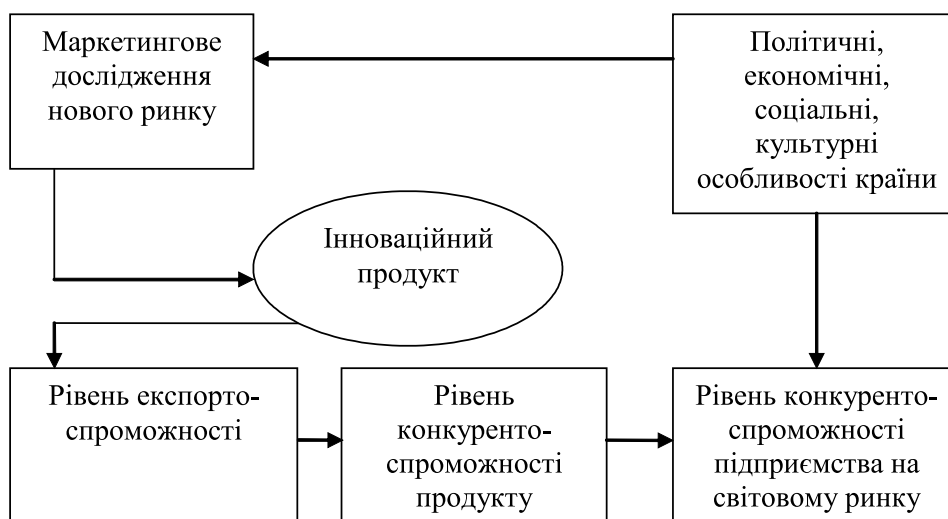 Маркетингове
дослідження
нового ринку
Політичні,
економічні,
соціальні,
культурні
особливості країни
Інноваційний
продукт
Рівень експорто-
спроможності
Рівень
конкуренто-
спроможності
продукту
Рівень конкуренто-
спроможності
підприємства на
світовому ринку